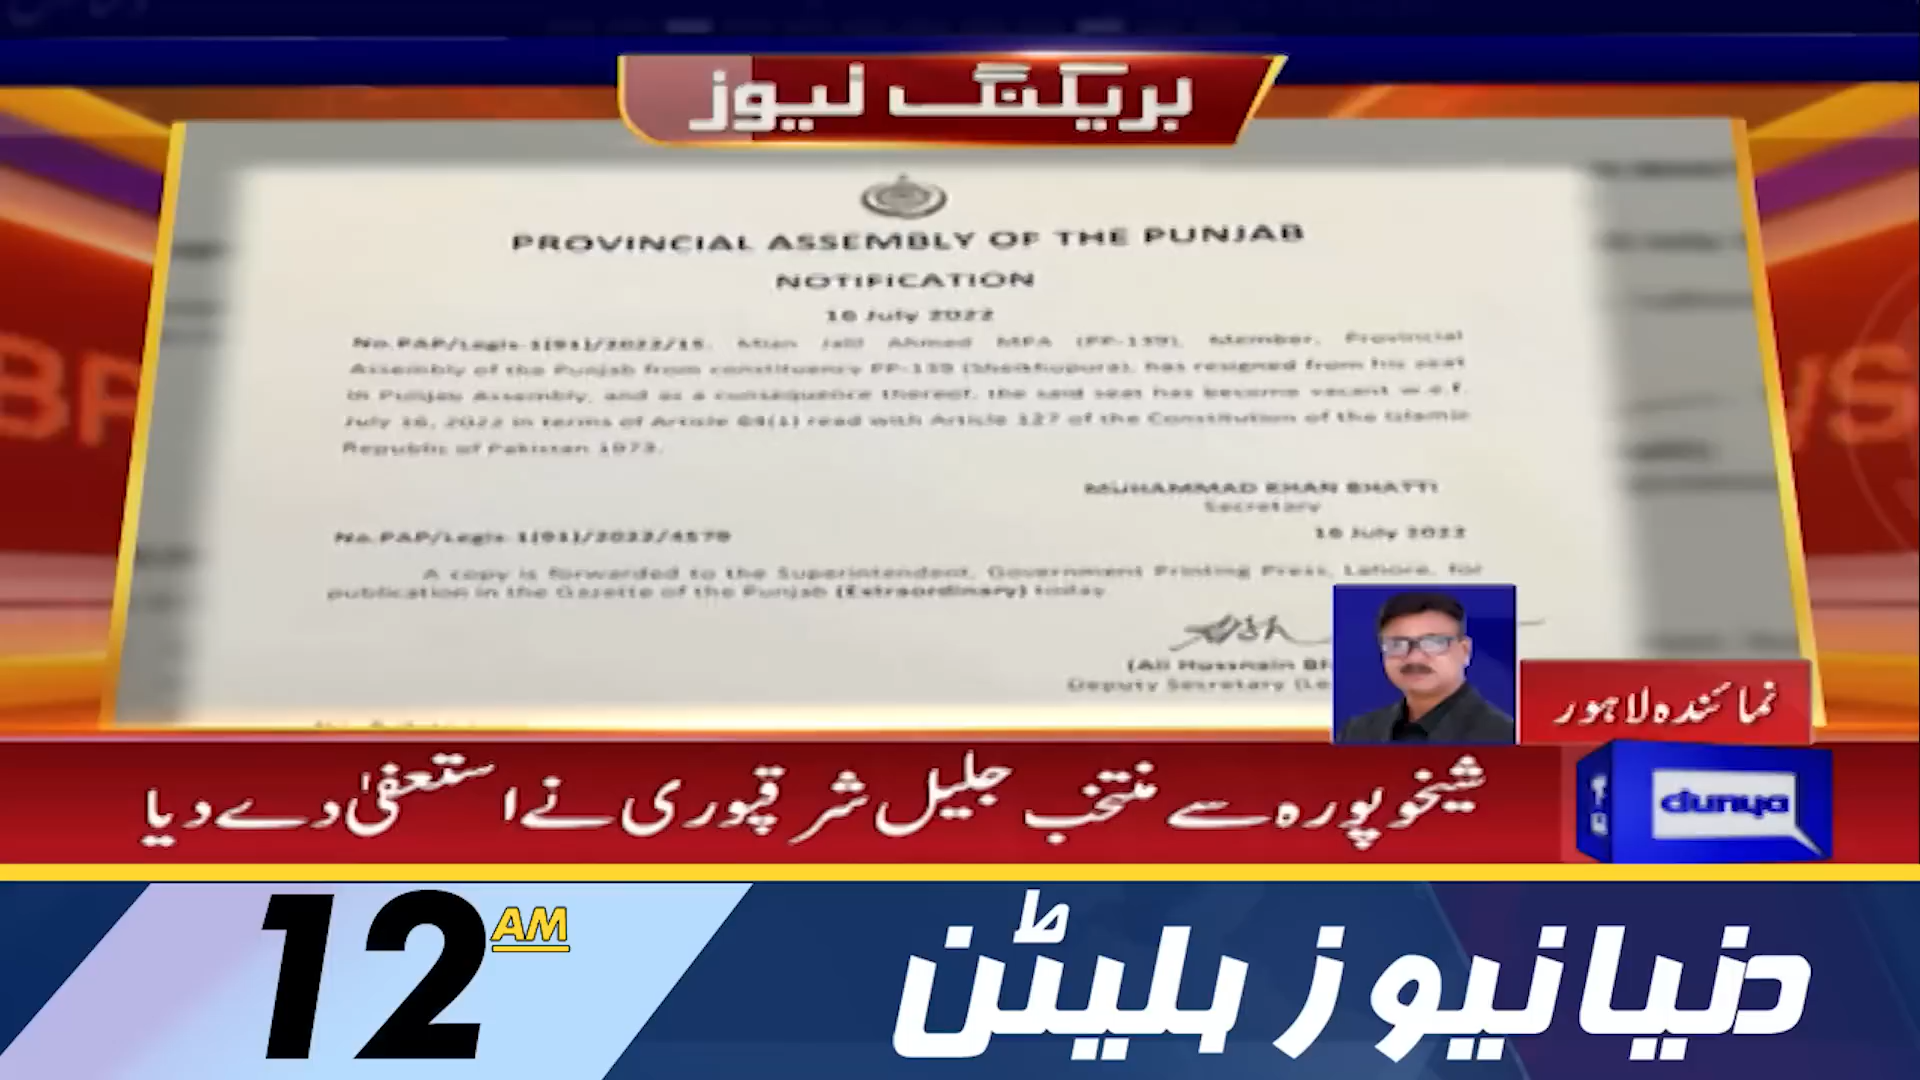 بریکنگ نیوز
PROVINCIAL ASSEMBLY OF THE PUNJAB
NOTIFICATION
16 July 2022
No.PAP/Legis-1(91)/2022/15. Mian Jalil Ahmed MPA (PP-139), Member, Provincial
Assembly of the Punjab from constituency PP-139 (Sheikhupura), has resigned from his seat
in Punjab Assembly, and as a consequence thereof, the said seat has become vacant w.e.f.
July 16, 2022 in terms of Article 64(1) read with Article 127 of the Constitution of the Islamic
Republic of Pakistan 1973.
MUHAMMAD KHAN BHATTI
Secretary
No.PAP/Legis-1(91)/2022/4579
16 July 2022
A copy is forwarded to the Superintendent, Government Printing Press, Lahore, for
publication in the Gazette of the Punjab (Extraordinary) today.
(Ali Hussnain Bh
Deputy Secretary (Le
نمائندہ لاہور
شیخوپورہ سے منتخب جلیل شرقپوری نے استعفیٰ دے دیا
dunya
12 AM
دنیا نیوز بلیٹن